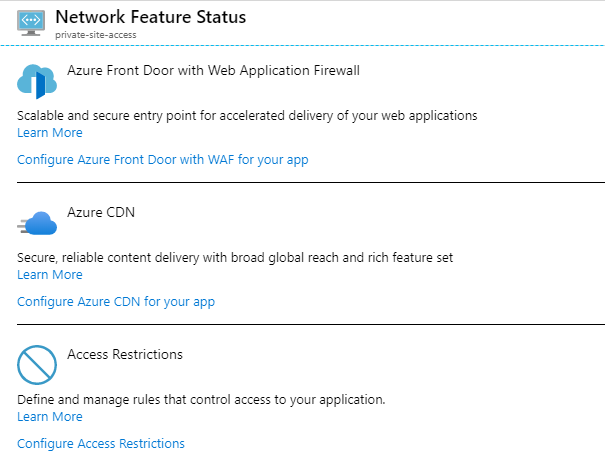 Network Feature Status
private-site-access
Azure Front Door with Web Application Firewall
Scalable and secure entry point for accelerated delivery of your web applications
Learn More
Configure Azure Front Door with WAF for your app
Azure CDN
Secure, reliable content delivery with broad global reach and rich feature set
Learn More
Configure Azure CDN for your app
Access Restrictions
Define and manage rules that control access to your application.
Learn More
Configure Access Restrictions